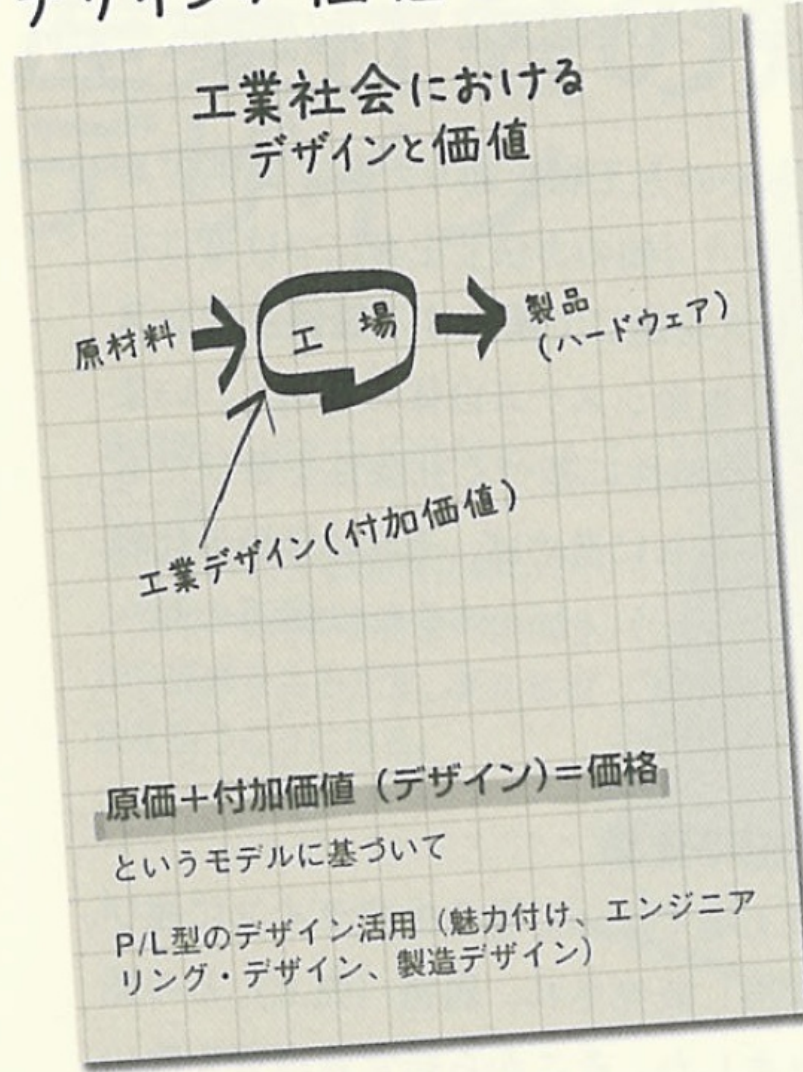 工業社会における
デザインと価値
原材料
工 場
製品
(ハードウェア)
工業デザイン(付加価値)
原価+付加価値(デザイン)=価格
というモデルに基づいて
P/L型のデザイン活用(魅力付け、エンジニア
リング・デザイン、製造デザイン)